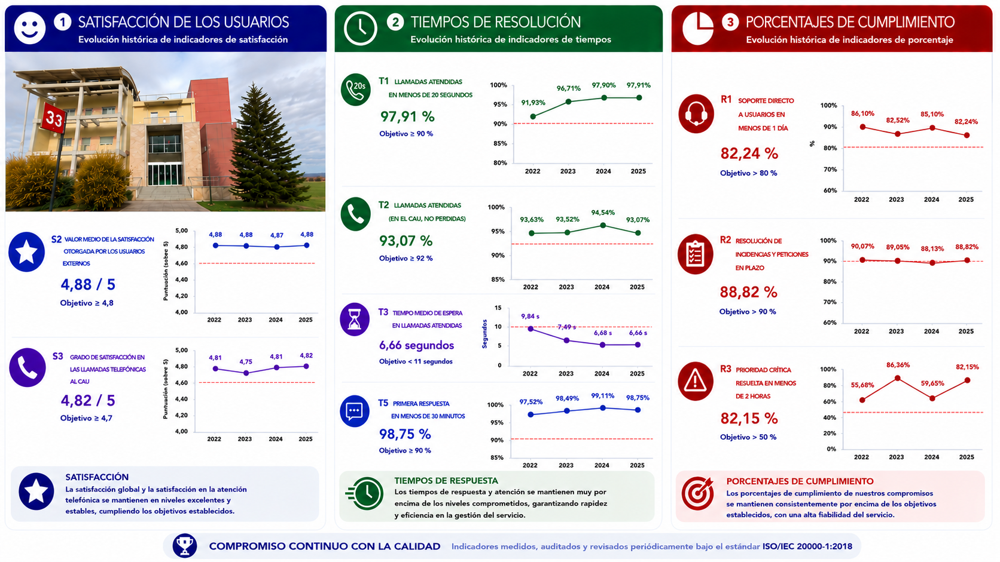 1 SATISFACCIÓN DE LOS USUARIOS
Evolución histórica de indicadores de satisfacción
33
S2 VALOR MEDIO DE LA SATISFACCIÓN
OTORGADA POR LOS USUARIOS
EXTERNOS
4,88 / 5
Objetivo ≥ 4,8
Puntuación (sobre 5)
5,00
4,80
4,60
4,40
4,20
4,00
4,88 4,88 4,87 4,88
2022 2023 2024 2025
S3 GRADO DE SATISFACCIÓN EN
LAS LLAMADAS TELEFÓNICAS
AL CAU
4,82 / 5
Objetivo ≥ 4,7
Puntuación (sobre 5)
5,00
4,80
4,60
4,40
4,20
4,00
4,81 4,75 4,81 4,82
2022 2023 2024 2025
SATISFACCIÓN
La satisfacción global y la satisfacción en la atención
telefónica se mantienen en niveles excelentes y
estables, cumpliendo los objetivos establecidos.
2 TIEMPOS DE RESOLUCIÓN
Evolución histórica de indicadores de tiempos
20s
T1 LLAMADAS ATENDIDAS
EN MENOS DE 20 SEGUNDOS
97,91 %
Objetivo ≥ 90 %
100%
95%
90%
85%
80%
91,93% 96,71% 97,90% 97,91%
2022 2023 2024 2025
T2 LLAMADAS ATENDIDAS
(EN EL CAU, NO PERDIDAS)
93,07 %
Objetivo ≥ 92 %
100%
95%
90%
85%
93,63% 93,52% 94,54% 93,07%
2022 2023 2024 2025
T3 TIEMPO MEDIO DE ESPERA
EN LLAMADAS ATENDIDAS
6,66 segundos
Objetivo < 11 segundos
Segundos
15
10
5
0
9,84 s 7,49 s 6,68 s 6,66 s
2022 2023 2024 2025
T5 PRIMERA RESPUESTA
EN MENOS DE 30 MINUTOS
98,75 %
Objetivo ≥ 90 %
100%
95%
90%
85%
97,52% 98,49% 99,11% 98,75%
2022 2023 2024 2025
TIEMPOS DE RESPUESTA
Los tiempos de respuesta y atención se mantienen muy por
encima de los niveles comprometidos, garantizando rapidez
y eficiencia en la gestión del servicio.
3 PORCENTAJES DE CUMPLIMIENTO
Evolución histórica de indicadores de porcentaje
R1 SOPORTE DIRECTO
A USUARIOS EN
MENOS DE 1 DÍA
82,24 %
Objetivo > 80 %
%
100%
90%
80%
70%
60%
86,10% 82,52% 85,10% 82,24%
2022 2023 2024 2025
R2 RESOLUCIÓN DE
INCIDENCIAS Y PETICIONES
EN PLAZO
88,82 %
Objetivo > 90 %
100%
90%
80%
70%
60%
90,07% 89,05% 88,13% 88,82%
2022 2023 2024 2025
R3 PRIORIDAD CRÍTICA
RESUELTA EN MENOS
DE 2 HORAS
82,15 %
Objetivo > 50 %
100%
80%
60%
40%
20%
0%
55,68% 86,36% 59,65% 82,15%
2022 2023 2024 2025
PORCENTAJES DE CUMPLIMIENTO
Los porcentajes de cumplimiento de nuestros compromisos
se mantienen consistentemente por encima de los objetivos
establecidos, con una alta fiabilidad del servicio.
COMPROMISO CONTINUO CON LA CALIDAD Indicadores medidos, auditados y revisados periódicamente bajo el estándar ISO/IEC 20000-1:2018